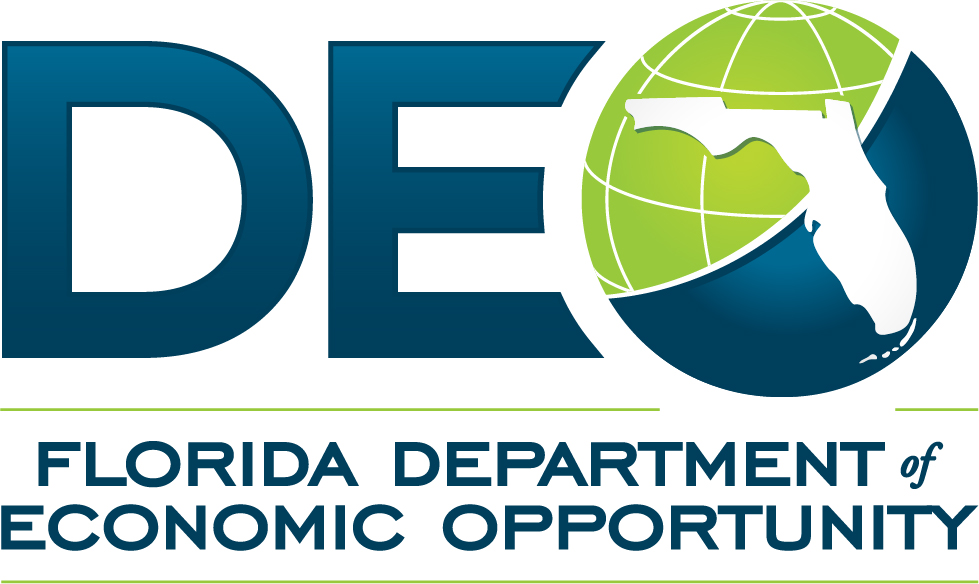 DEO
FLORIDA DEPARTMENT of
ECONOMIC OPPORTUNITY